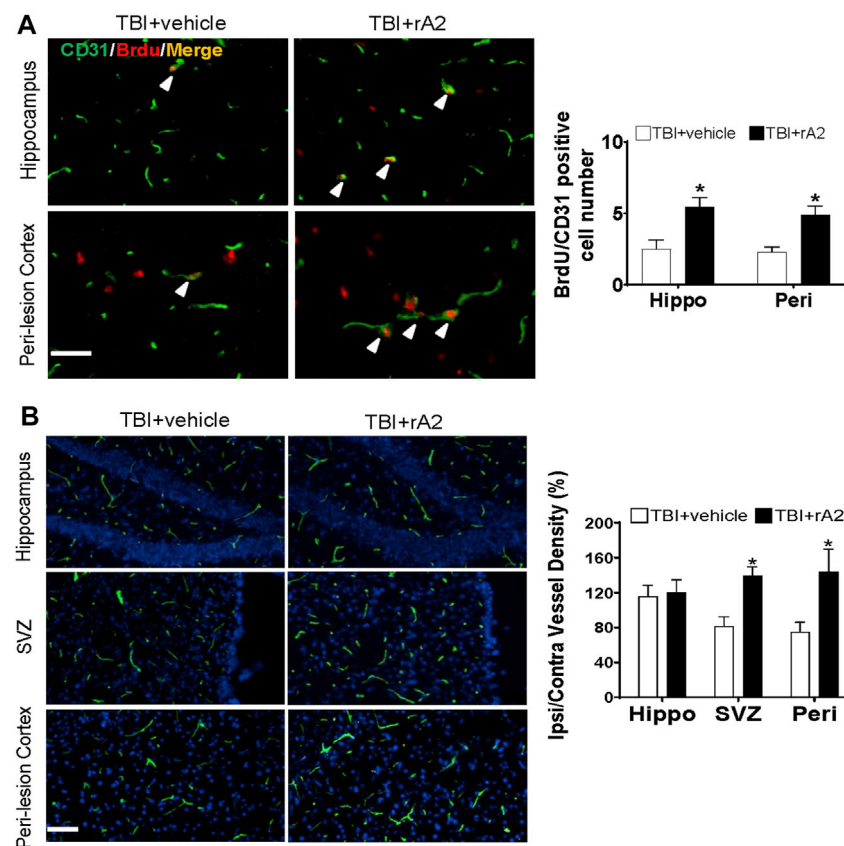 A
TBI+vehicle
TBI+rA2
CD31/Brdu/Merge
Hippocampus
Peri-lesion Cortex
TBI+vehicle TBI+rA2
BrdU/CD31 positive
cell number
10
5
0
*
*
Hippo Peri
B
TBI+vehicle
TBI+rA2
Hippocampus
SVZ
Peri-lesion Cortex
TBI+vehicle TBI+rA2
Ipsi/Contra Vessel Density (%)
200
160
120
80
40
0
*
*
Hippo SVZ Peri